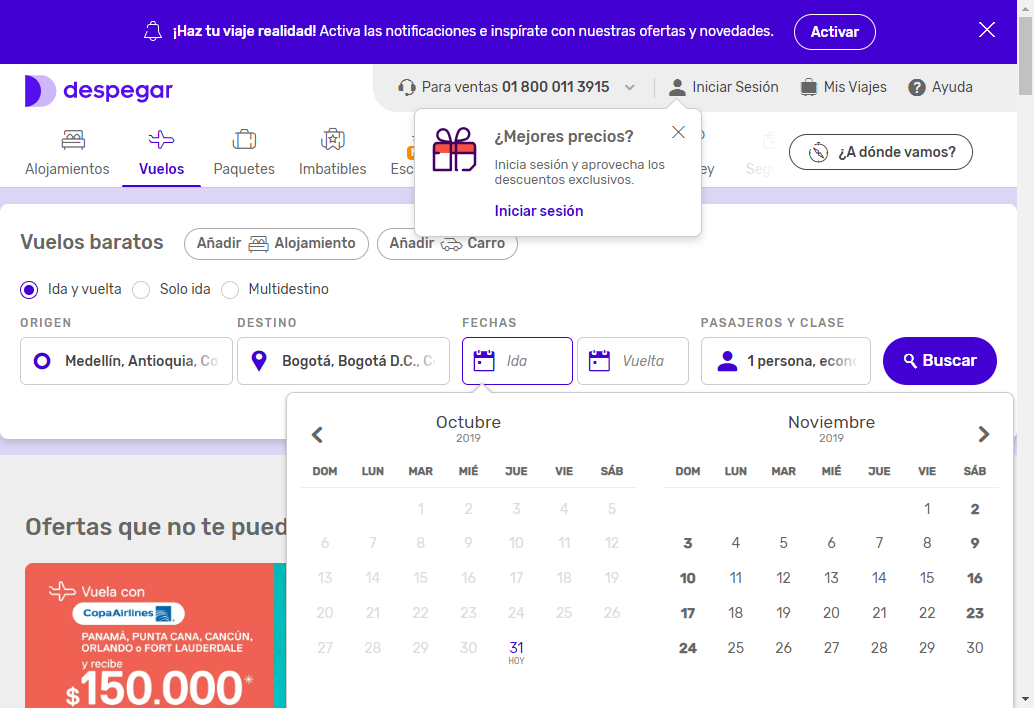 ¡Haz tu viaje realidad! Activa las notificaciones e inspírate con nuestras ofertas y novedades.
Activar
despegar
Para ventas 01 800 011 3915
Iniciar Sesión
Mis Viajes
Ayuda
Alojamientos
Vuelos
Paquetes
Imbatibles
¿A dónde vamos?
¿Mejores precios?
Inicia sesión y aprovecha los
descuentos exclusivos.
Iniciar sesión
Vuelos baratos
Añadir Alojamiento
Añadir Carro
Ida y vuelta
Solo ida
Multidestino
ORIGEN
DESTINO
FECHAS
PASAJEROS Y CLASE
Medellín, Antioquia, Co
Bogotá, Bogotá D.C., C
Ida
Vuelta
1 persona, econ
Buscar
Octubre
2019
DOM LUN MAR MIÉ JUE VIE SÁB
1 2 3 4 5
6 7 8 9 10 11 12
13 14 15 16 17 18 19
20 21 22 23 24 25 26
27 28 29 30 31
HOY
Noviembre
2019
DOM LUN MAR MIÉ JUE VIE SÁB
1 2
3 4 5 6 7 8 9
10 11 12 13 14 15 16
17 18 19 20 21 22 23
24 25 26 27 28 29 30
Ofertas que no te pued
Vuela con
CopaAirlines
PANAMÁ, PUNTA CANA, CANCÚN,
ORLANDO o FORT LAUDERDALE
y recibe
$150.000*